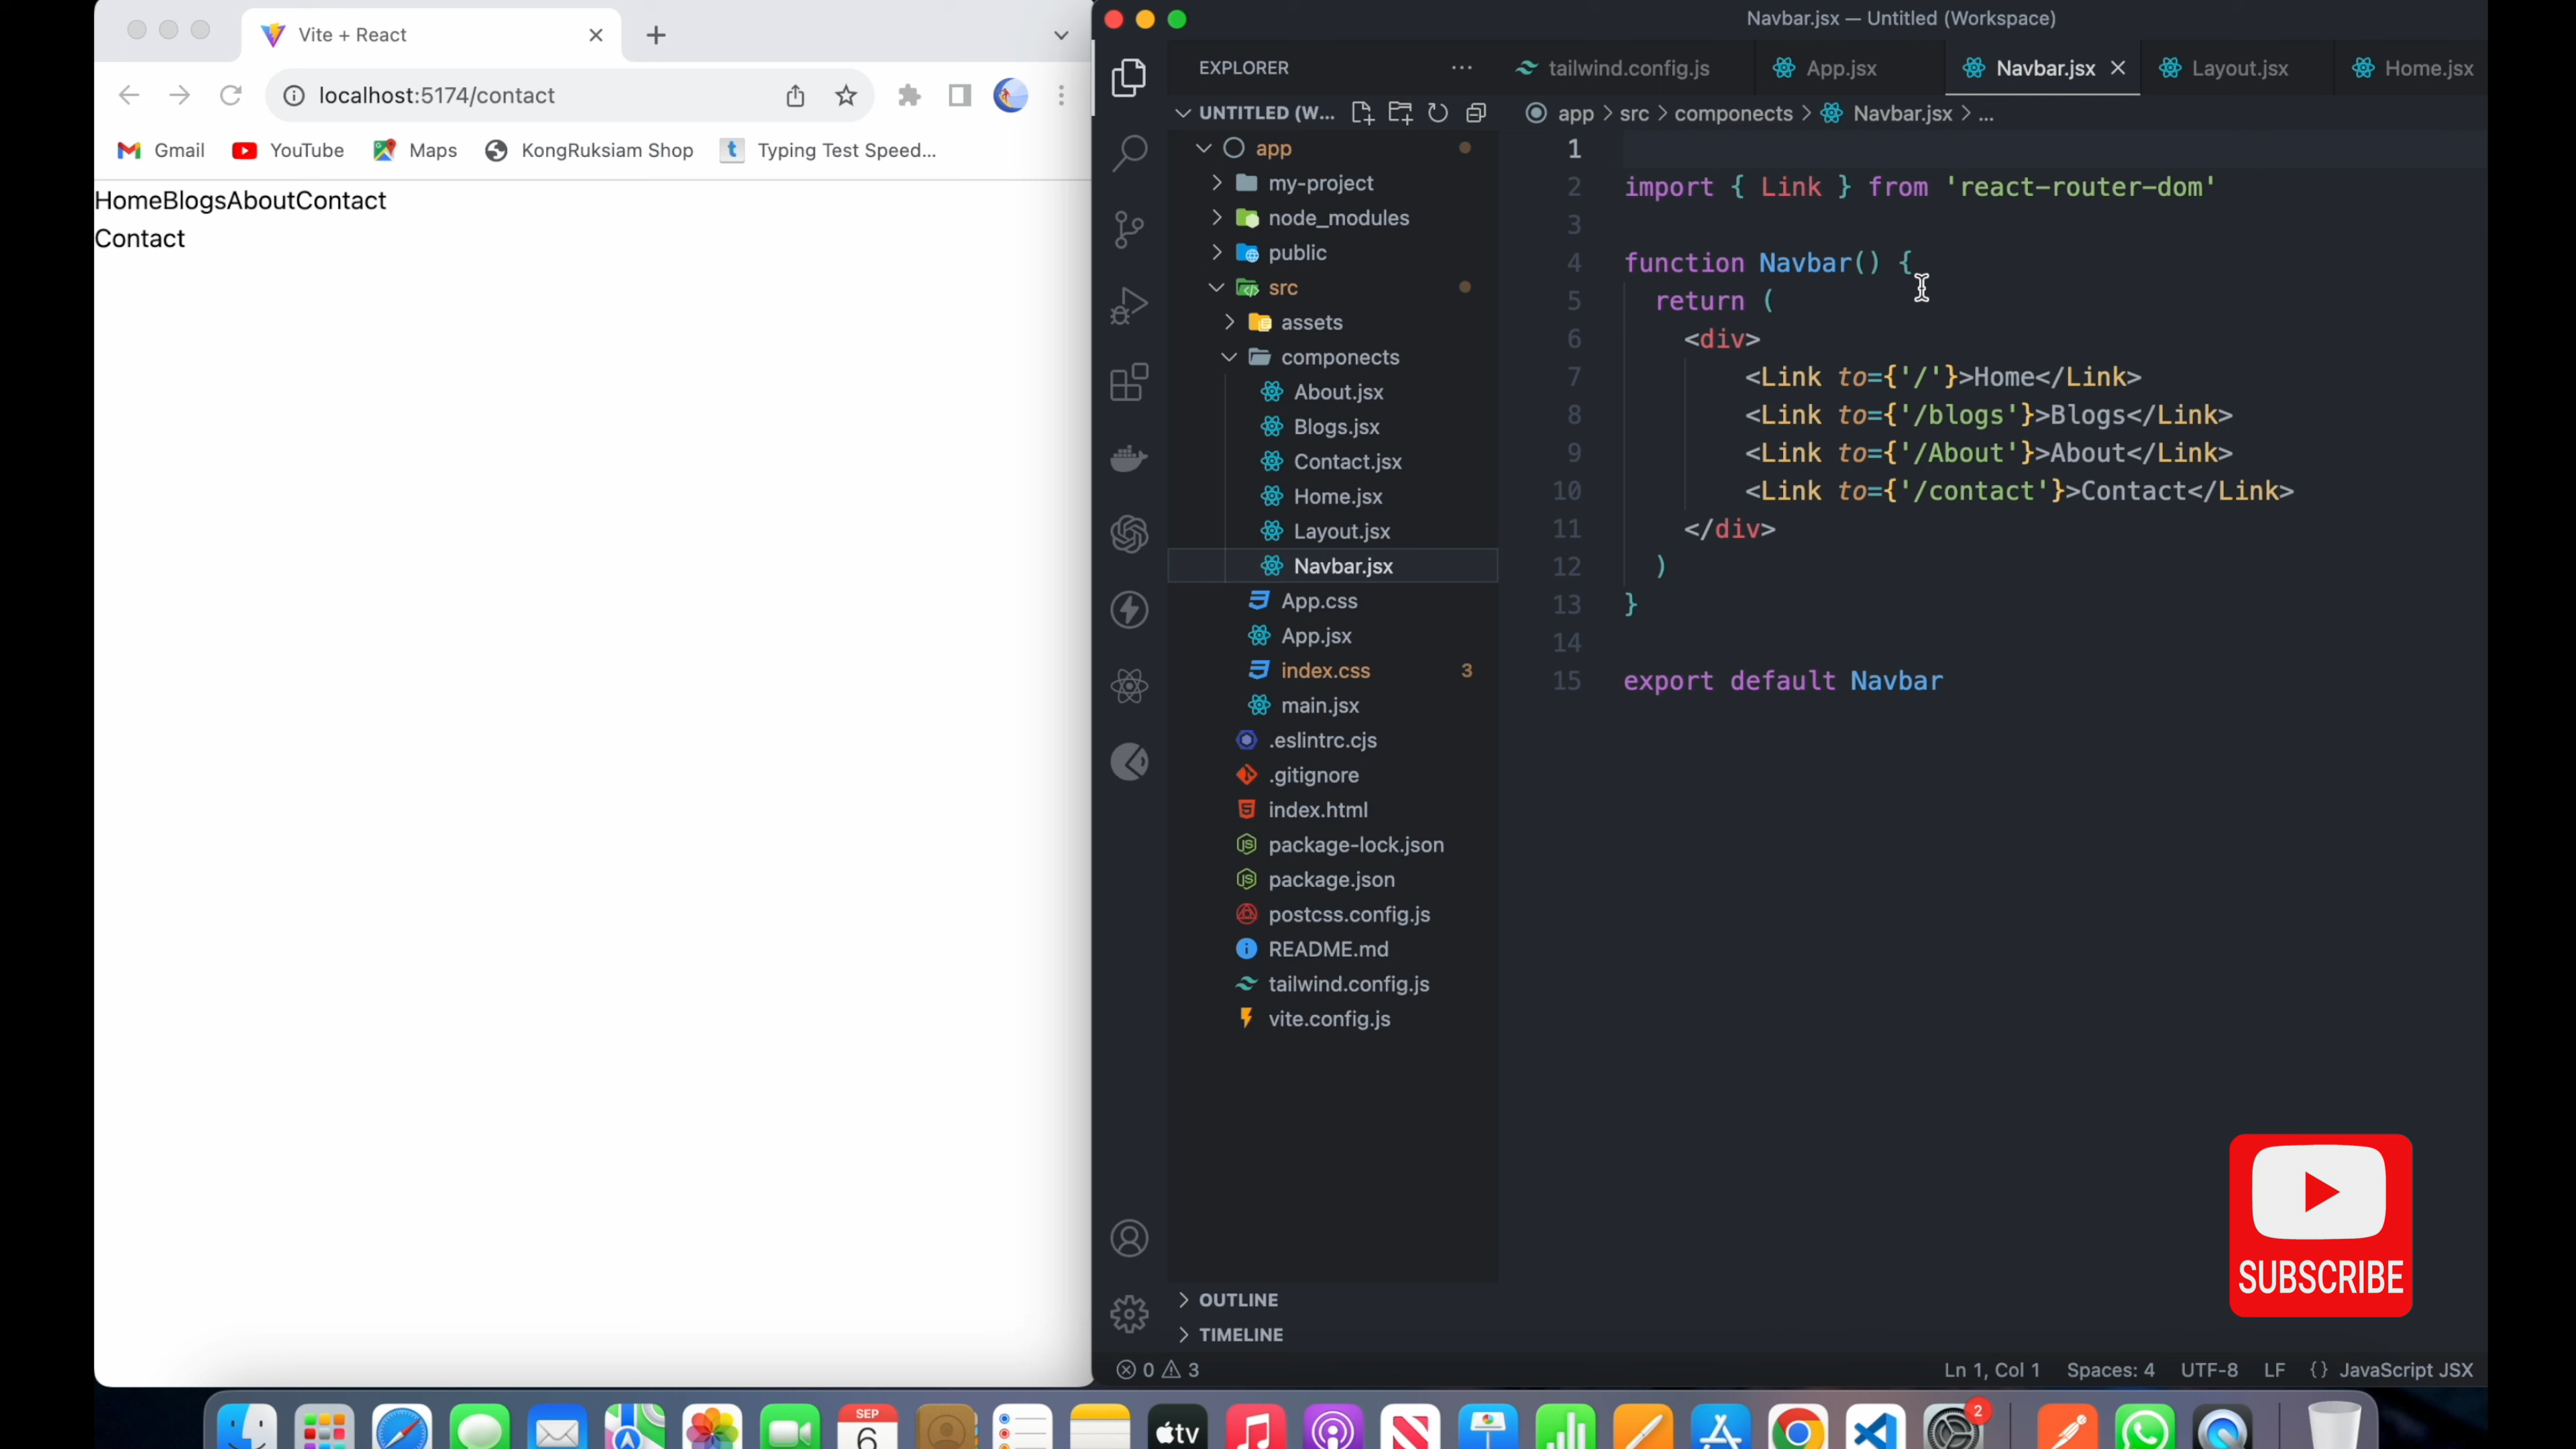 Vite + React
localhost:5174/contact
Gmail
YouTube
Maps
KongRuksiam Shop
t
Typing Test Speed...
HomeBlogsAboutContact
Contact
Navbar.jsx — Untitled (Workspace)
EXPLORER
tailwind.config.js
App.jsx
Navbar.jsx
Layout.jsx
Home.jsx
UNTITLED (W...
app > src > componects > Navbar.jsx > ...
app
my-project
node_modules
public
src
assets
componects
About.jsx
Blogs.jsx
Contact.jsx
Home.jsx
Layout.jsx
Navbar.jsx
App.css
App.jsx
index.css 3
main.jsx
.eslintrc.cjs
.gitignore
index.html
package-lock.json
package.json
postcss.config.js
README.md
tailwind.config.js
vite.config.js
OUTLINE
TIMELINE
1
2 import { Link } from 'react-router-dom'
3
4 function Navbar() {
5 return (
6 <div>
7 <Link to={'/'}>Home</Link>
8 <Link to={'/blogs'}>Blogs</Link>
9 <Link to={'/About'}>About</Link>
10 <Link to={'/contact'}>Contact</Link>
11 </div>
12 )
13 }
14
15 export default Navbar
SUBSCRIBE
0 3
Ln 1, Col 1
Spaces: 4
UTF-8
LF
{} JavaScript JSX
SEP
6
tv
2